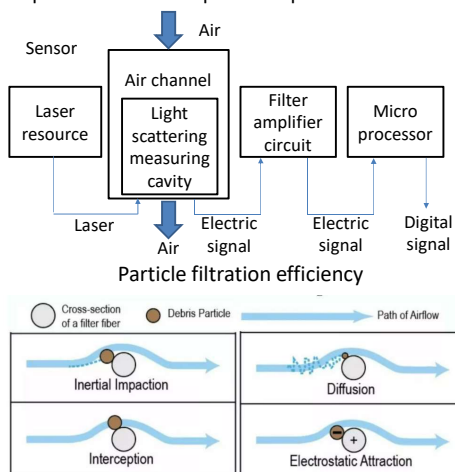 Air
Sensor
Air channel
Laser
resource
Light
scattering
measuring
cavity
Filter
amplifier
circuit
Micro
processor
Laser
Air
Electric
signal
Electric
signal
Digital
signal
Particle filtration efficiency
Cross-section
of a filter fiber
Debris Particle
Path of Airflow
Inertial Impaction
Diffusion
Interception
−
+
Electrostatic Attraction